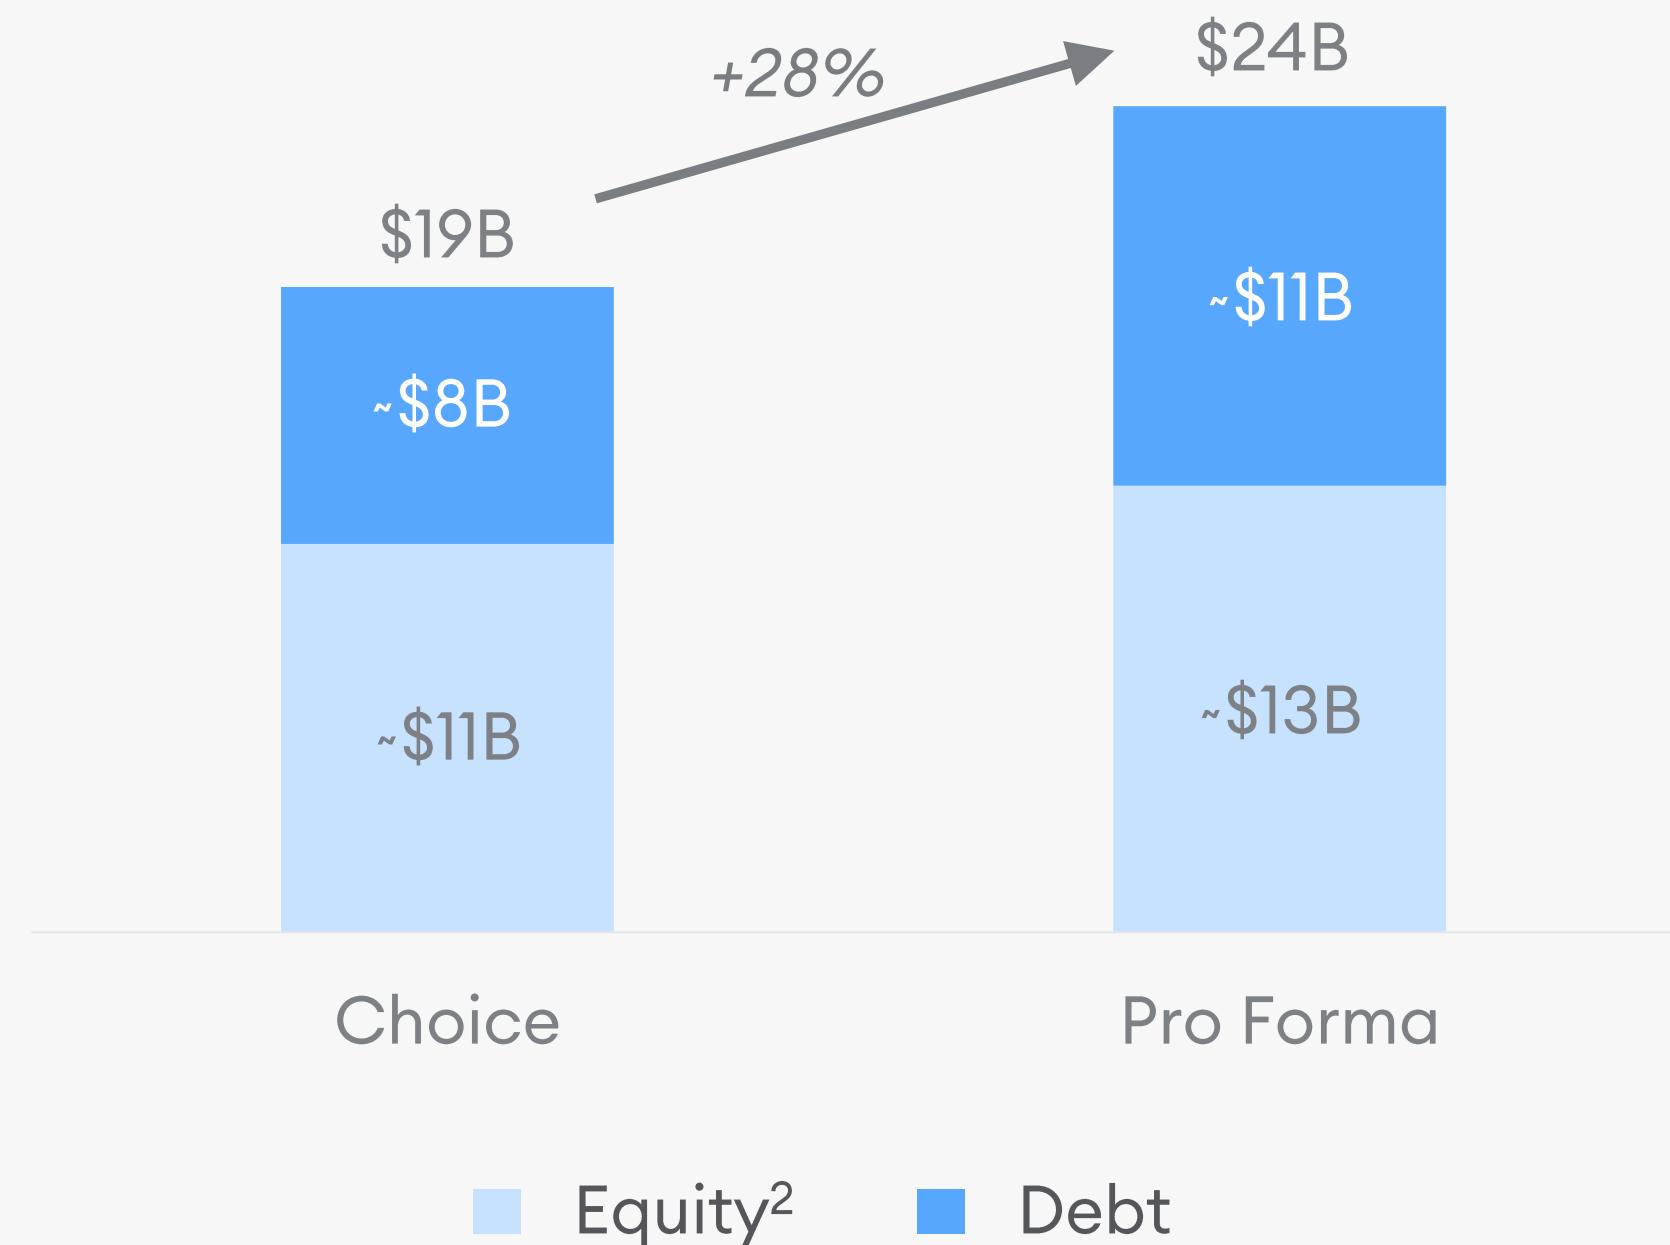 +28%
$24B
$19B
~$11B
~$8B
~$13B
~$11B
Choice
Pro Forma
Equity²
Debt